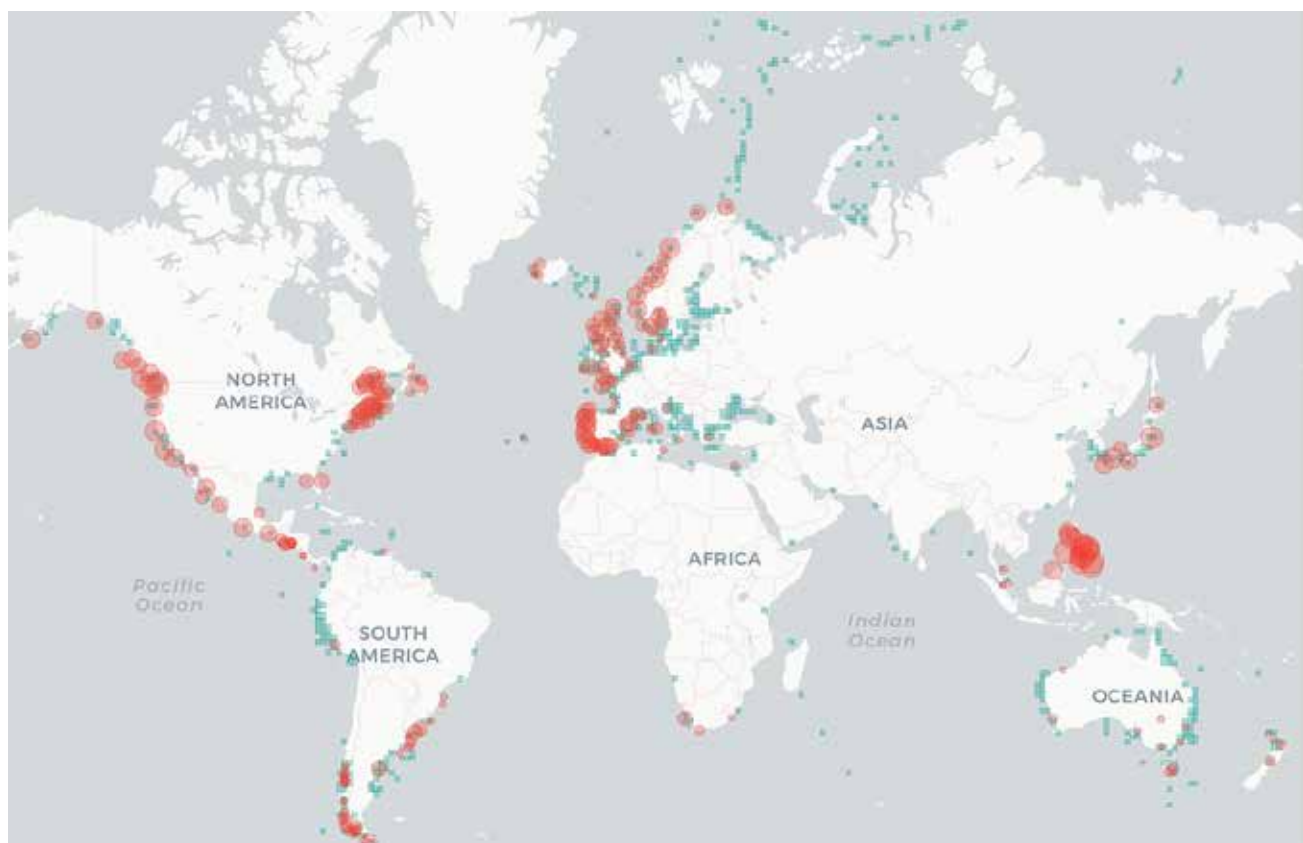 NORTH
AMERICA
ASIA
AFRICA
Pacific
Ocean
Indian
Ocean
SOUTH
AMERICA
OCEANIA